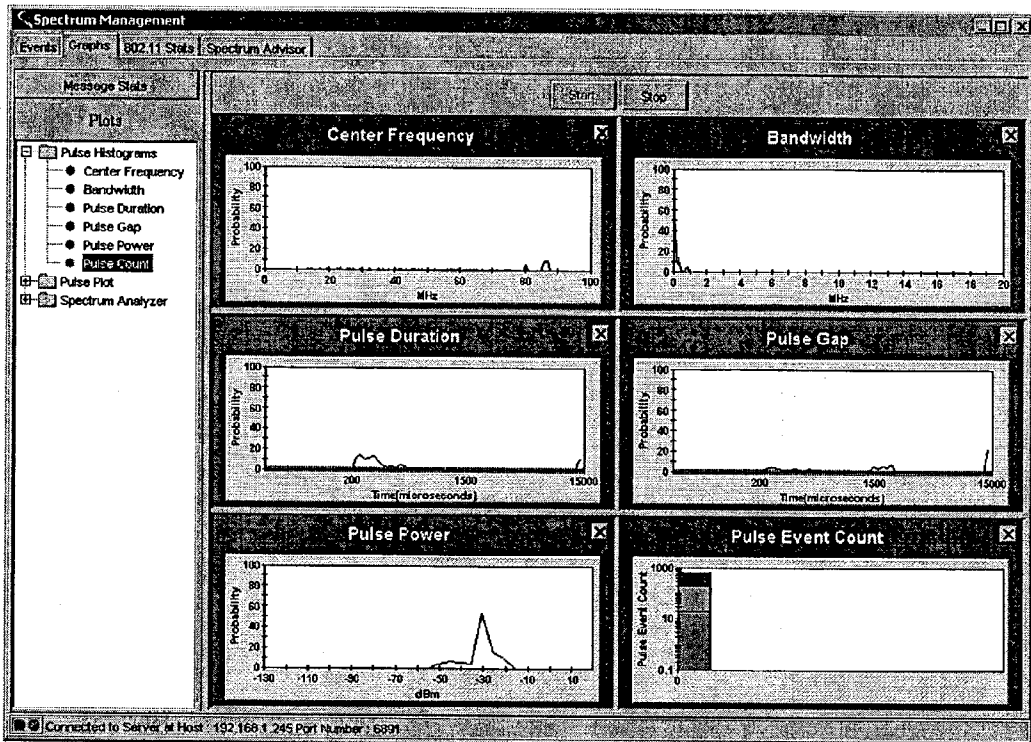 Spectrum Management
Events Graphs 802.11 Stats Spectrum Advisor
Message Stats
Start Stop
Plots
Pulse Histograms
Center Frequency
Bandwidth
Pulse Duration
Pulse Gap
Pulse Power
Pulse Count
Pulse Plot
Spectrum Analyzer
Center Frequency
Probability
100
80
60
40
20
0
0 20 40 60 80 100
MHz
Bandwidth
Probability
100
80
60
40
20
0
0 2 4 6 8 10 12 14 16 18 20
MHz
Pulse Duration
Probability
100
80
60
40
20
0
200 1500 15000
Time(microseconds)
Pulse Gap
Probability
100
80
60
40
20
0
200 1500 15000
Time(microseconds)
Pulse Power
Probability
100
80
60
40
20
0
-130 -110 -90 -70 -50 -30 -10 10
dBm
Pulse Event Count
Pulse Event Count
1000
10
0.1
0
Connected to Server at Host : 192.168.1.245 Port Number : 6891